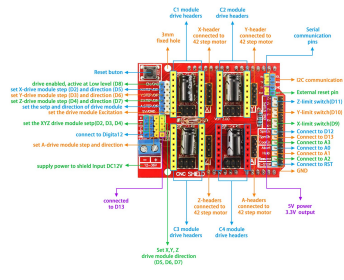 C1 module
drive headers
C2 module
drive headers
3mm
fixed hole
X-header
connected to
42 step motor
Y-header
connected to
42 step motor
Serial
communication
pins
Reset buton
I2C communication
drive enabled, active at Low level (D8)
set X-drive module step (D2) and direction (D5)
set Y-drive module step (D3) and direction (D6)
set Z-drive module step (D4) and direction (D7)
set the setp and direction of drive module
set the drive module Excitation
set the XYZ drive module setp(D2, D3, D4)
connect to Digita12
set A-drive module step and direction
supply power to shield Input DC12V
External reset pin
Z-limit switch(D11)
Y-limit switch(D10)
X-limit switch(D9)
Connect to D12
Connect to D13
Connect to A3
Connect to A0
Connect to A1
Connect to A2
Connect to RST
GND
CNC SHIELD
connected
to D13
Z-headers
connected to
42 step motor
A-headers
connected to
42 step motor
5V power
3.3V output
C3 module
drive headers
C4 module
drive headers
Set X,Y, Z
drive module direction
(D5, D6, D7)